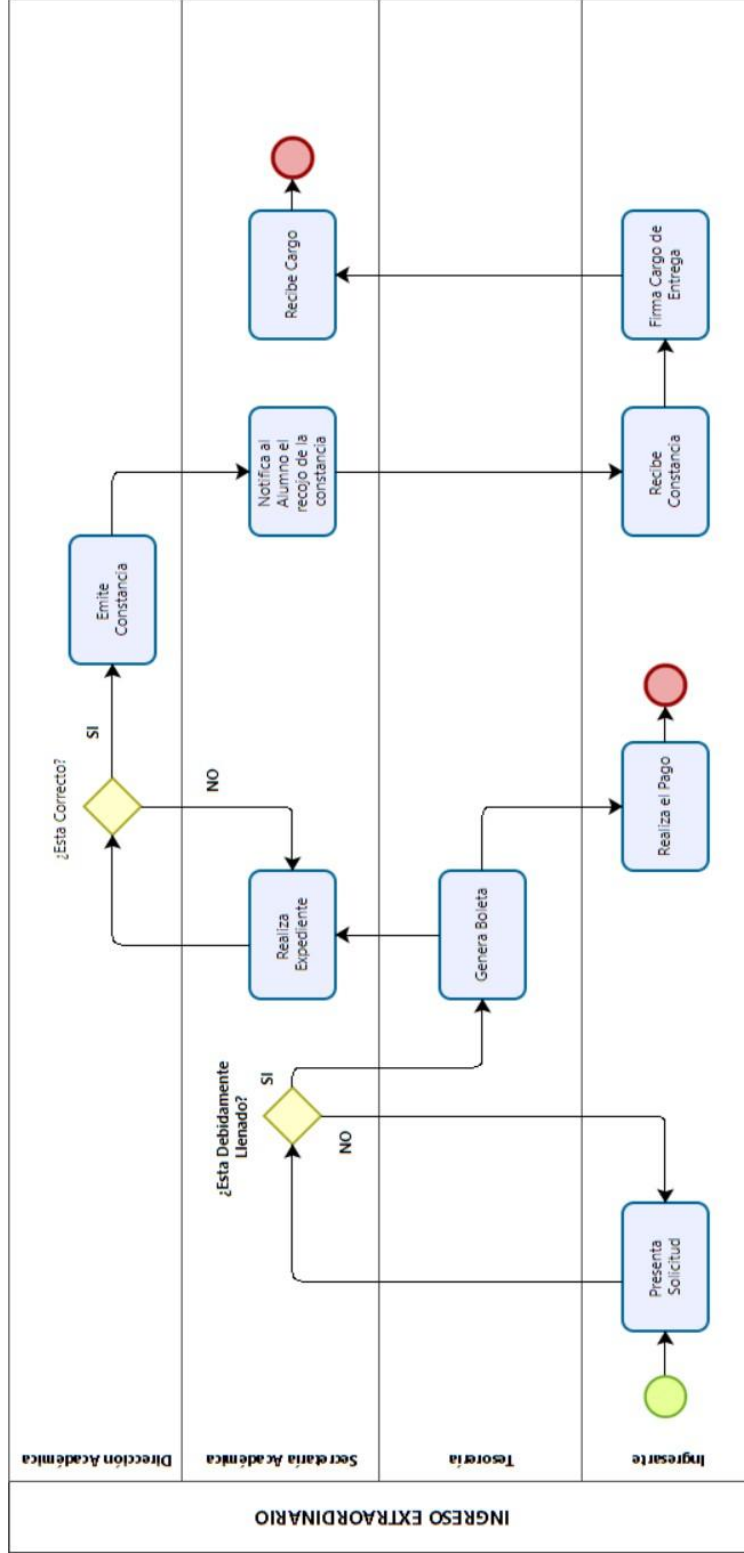 ¿Esta Correcto?
SI
NO
Emite
Constancia
Notifica al
Alumno el
recojo de la
constancia
Recibe Cargo
Realiza
Expediente
¿Esta Debidamente
Llenado?
SI
NO
Genera Boleta
Realiza el Pago
Recibe
Constancia
Firma Cargo de
Entrega
Presenta
Solicitud
Dirección Académica
Secretaría Académica
Tesorería
Ingresarte
INGRESO EXTRAORDINARIO